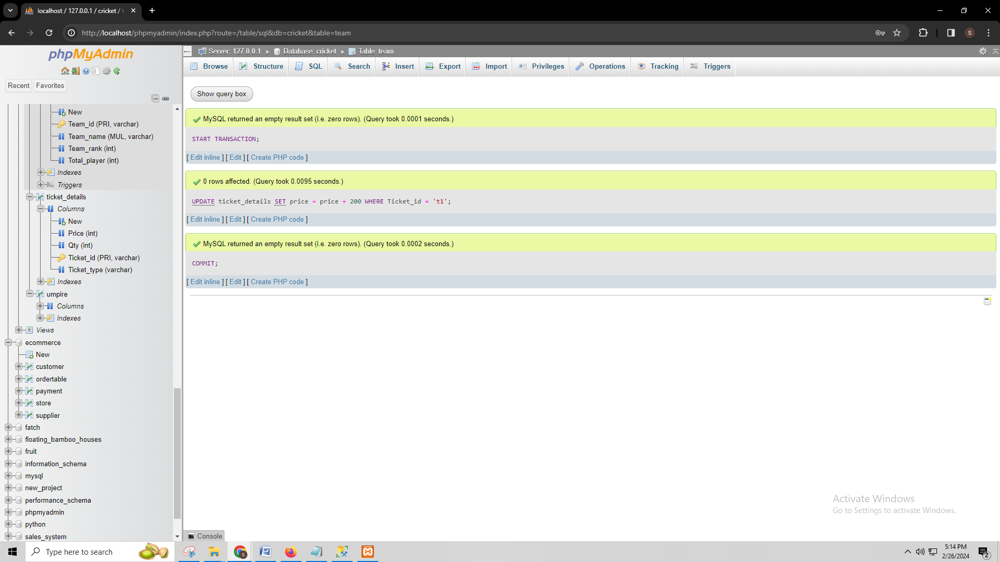 localhost / 127.0.0.1 / cricket / t
http://localhost/phpmyadmin/index.php?route=/table/sql&db=cricket&table=team
S
phpMyAdmin
Recent Favorites
New
Team_id (PRI, varchar)
Team_name (MUL, varchar)
Team_rank (int)
Total_player (int)
Indexes
Triggers
ticket_details
Columns
New
Price (int)
Qty (int)
Ticket_id (PRI, varchar)
Ticket_type (varchar)
Indexes
umpire
Columns
Indexes
Views
ecommerce
New
customer
ordertable
payment
store
supplier
fatch
floating_bamboo_houses
fruit
information_schema
mysql
new_project
performance_schema
phpmyadmin
python
sales_system
Server: 127.0.0.1 » Database: cricket » Table: team
Browse Structure SQL Search Insert Export Import Privileges Operations Tracking Triggers
Show query box
MySQL returned an empty result set (i.e. zero rows). (Query took 0.0001 seconds.)
START TRANSACTION;
[ Edit inline ] [ Edit ] [ Create PHP code ]
0 rows affected. (Query took 0.0095 seconds.)
UPDATE ticket_details SET price = price + 200 WHERE Ticket_id = 't1';
[ Edit inline ] [ Edit ] [ Create PHP code ]
MySQL returned an empty result set (i.e. zero rows). (Query took 0.0002 seconds.)
COMMIT;
[ Edit inline ] [ Edit ] [ Create PHP code ]
Activate Windows
Go to Settings to activate Windows.
Console
Type here to search
5:14 PM
2/26/2024
2